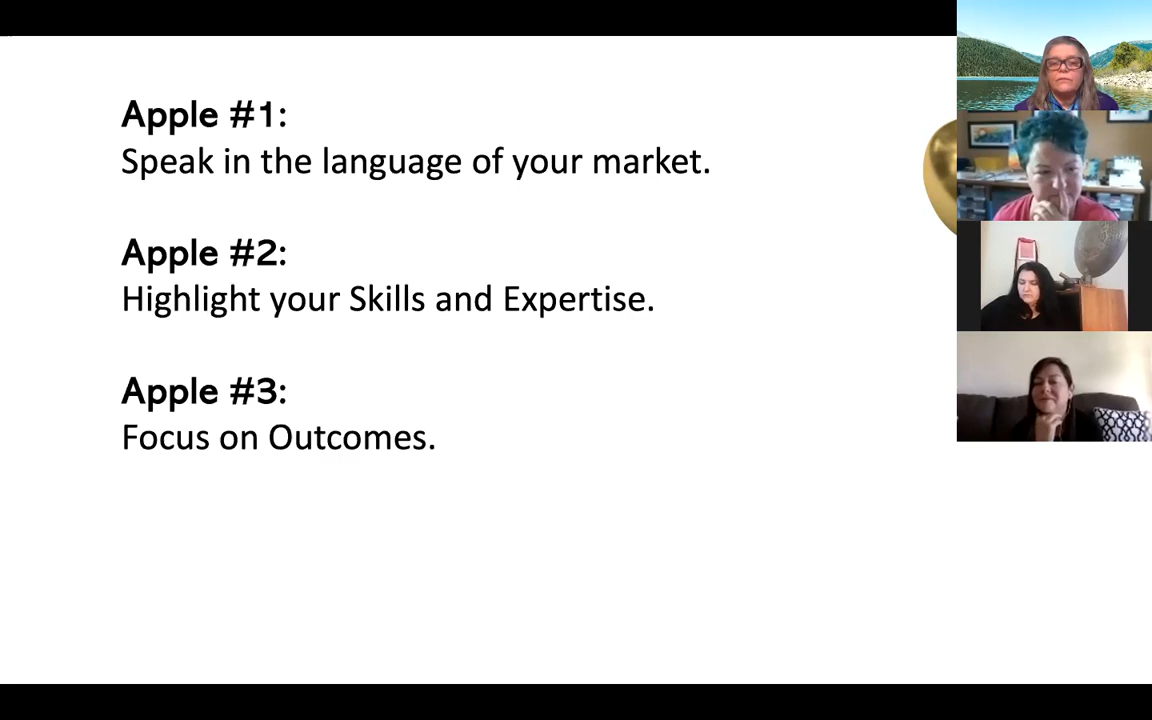 Apple #1:
Speak in the language of your market.
Apple #2:
Highlight your Skills and Expertise.
Apple #3:
Focus on Outcomes.